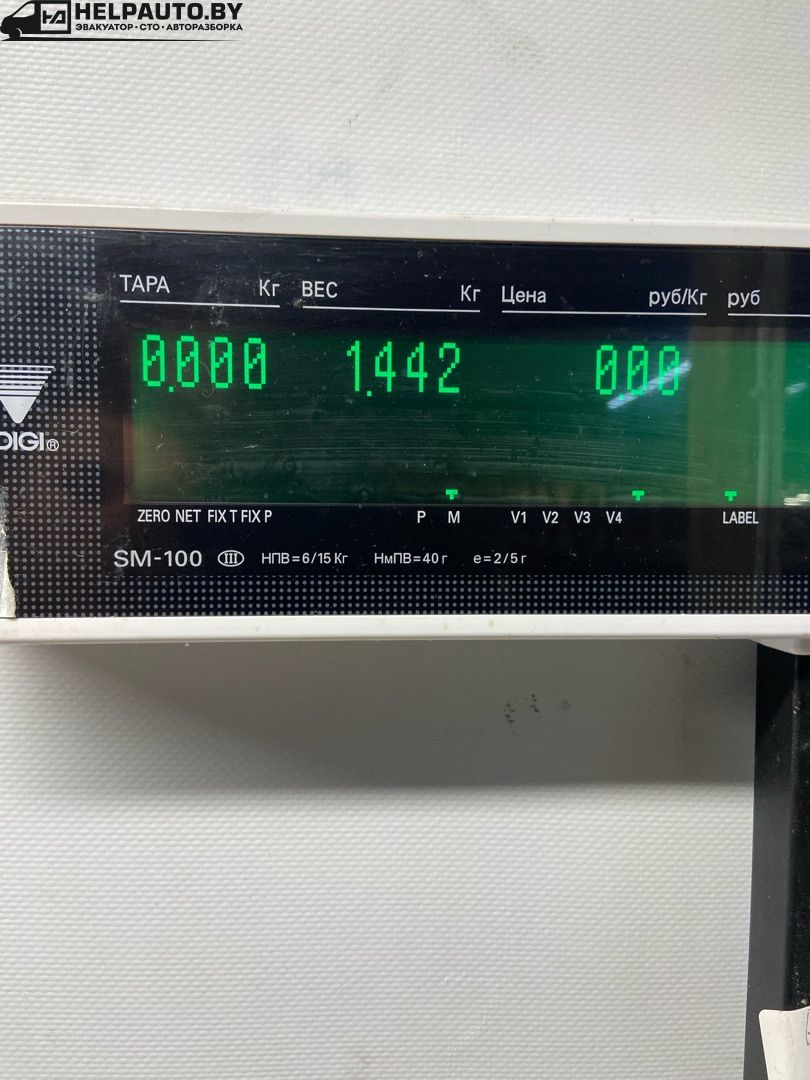 HELPAUTO.BY
ЭВАКУАТОР • СТО • АВТОРАЗБОРКА
ТАРА Кг ВЕС Кг Цена руб/Кг руб
0.000 1.442 0.00
DIGI®
ZERO NET FIX T FIX P P M V1 V2 V3 V4 LABEL
SM-100 III НПВ=6/15 Кг НмПВ=40 г e=2/5 г